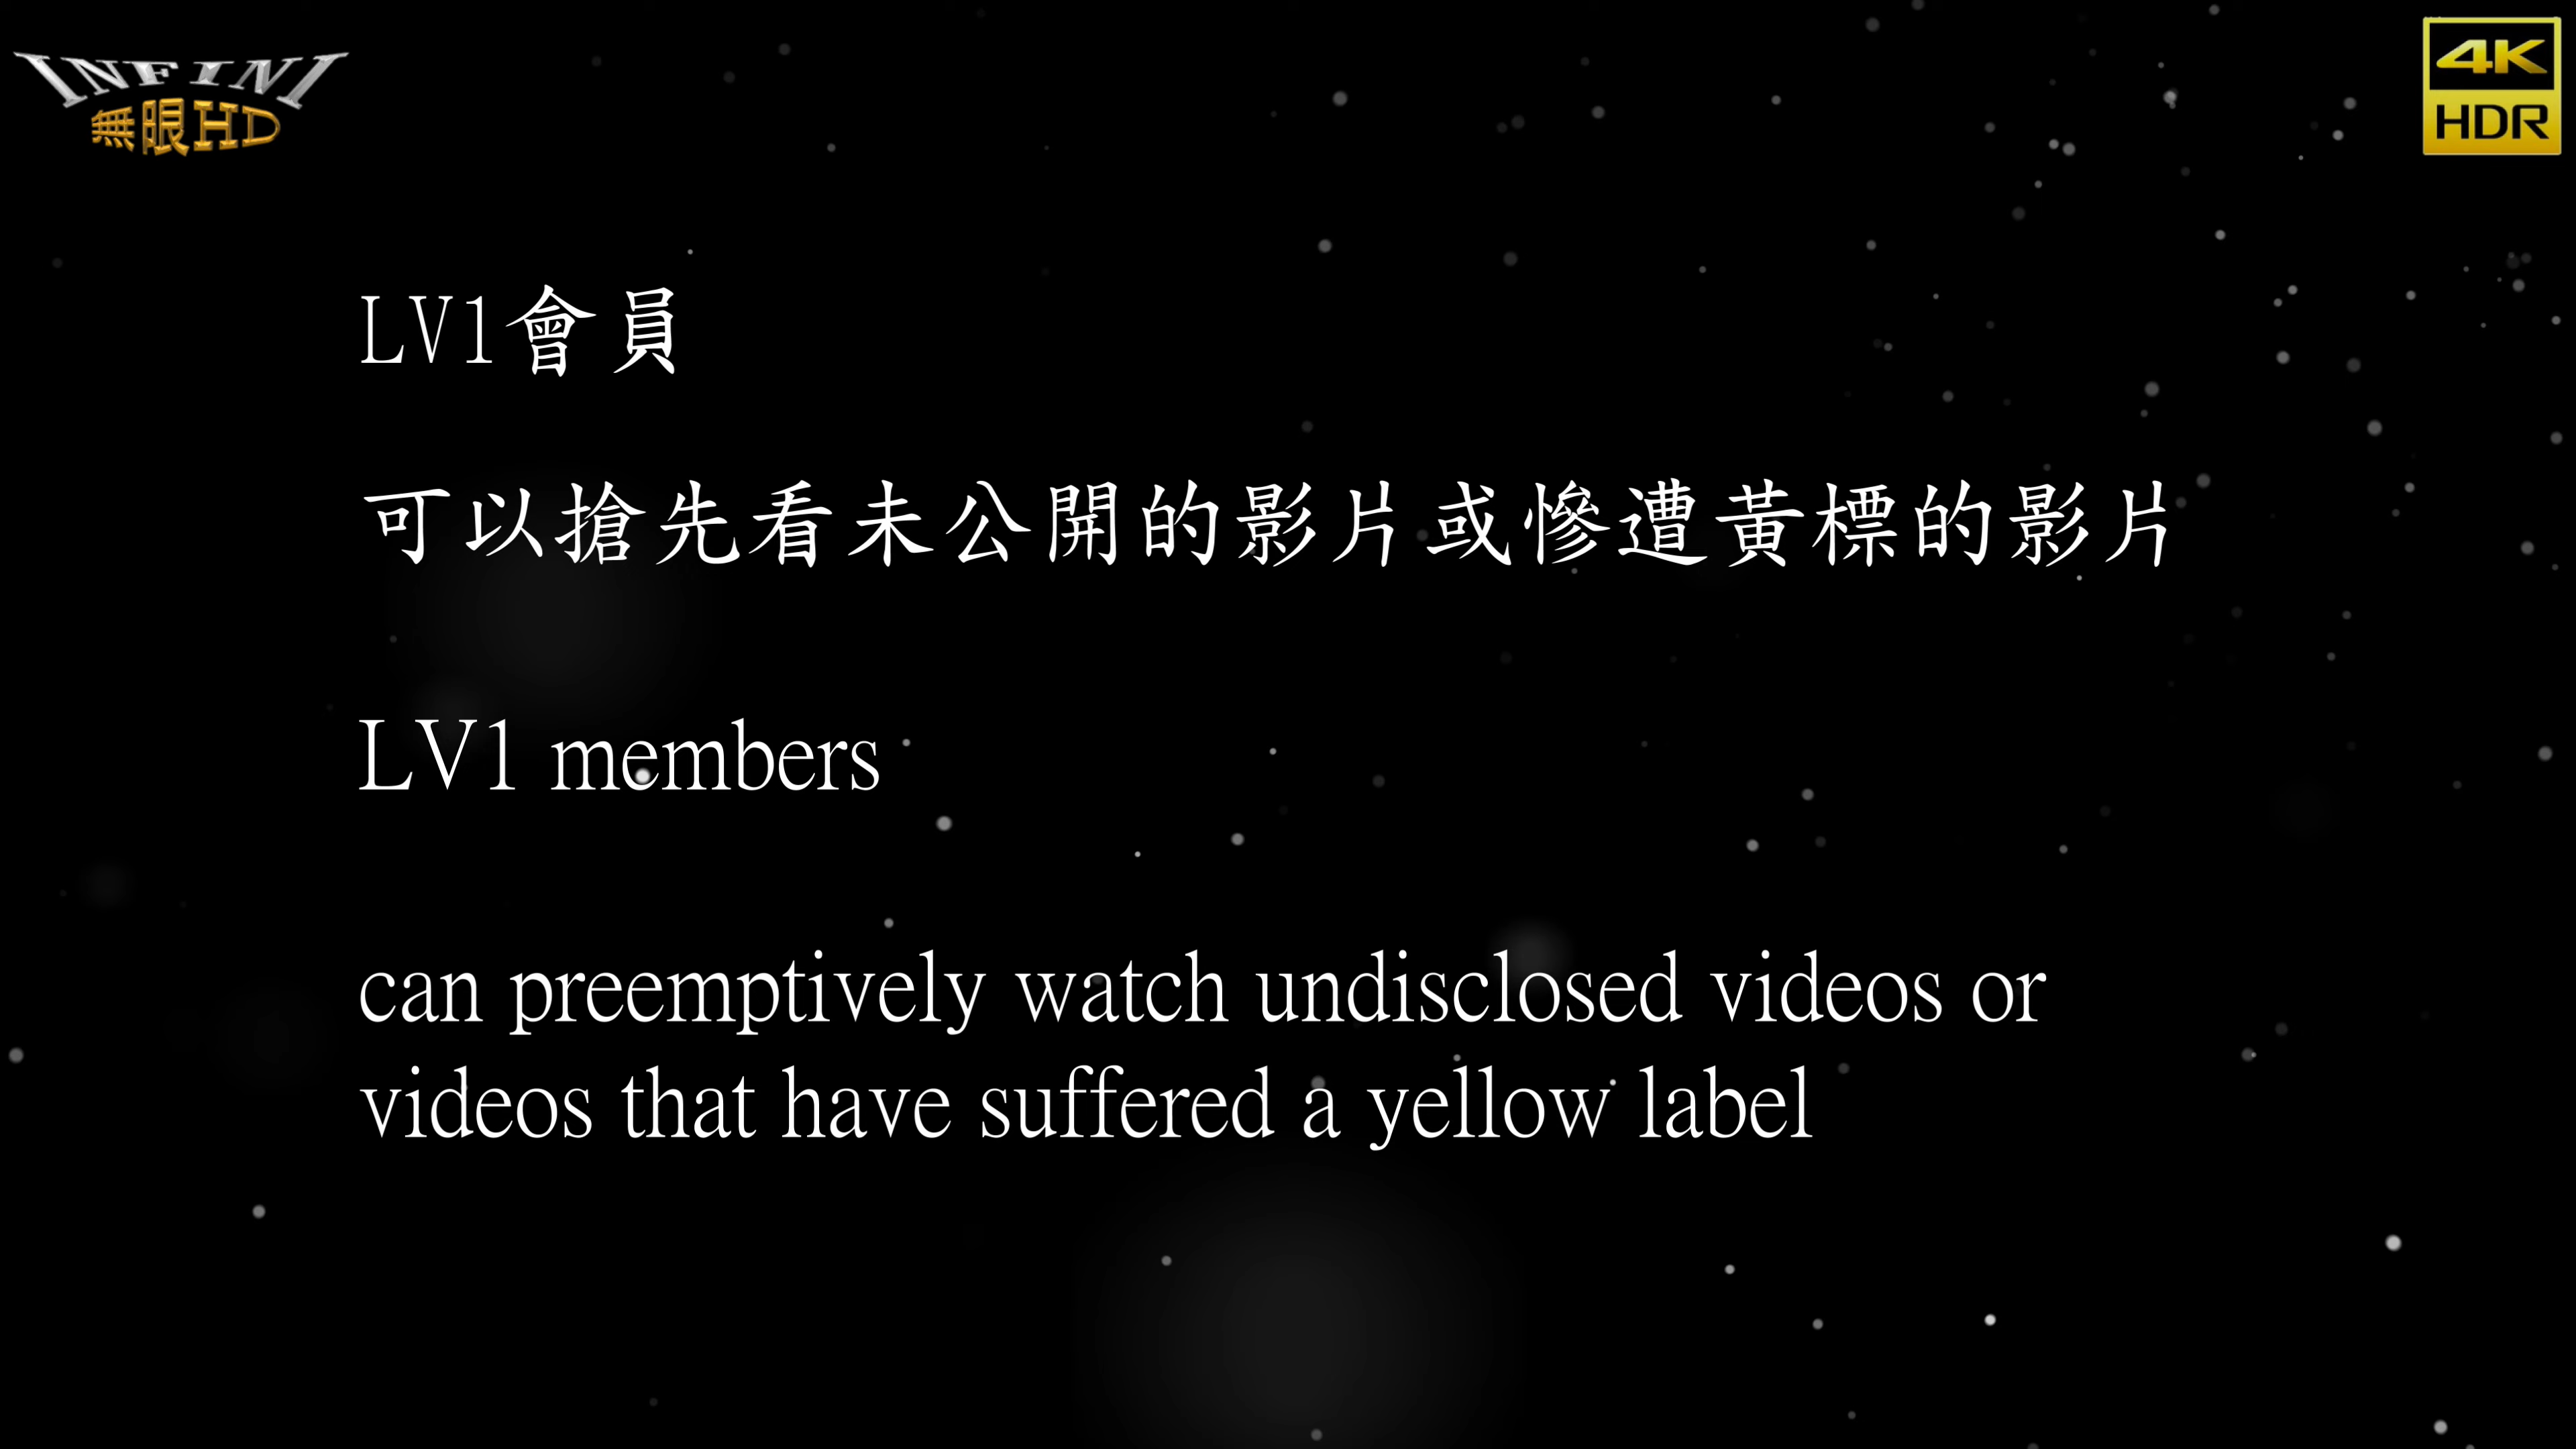 INFINI
無限HD
4K
HDR
LV1會員
可以搶先看未公開的影片或慘遭黃標的影片
LV1 members
can preemptively watch undisclosed videos or
videos that have suffered a yellow label